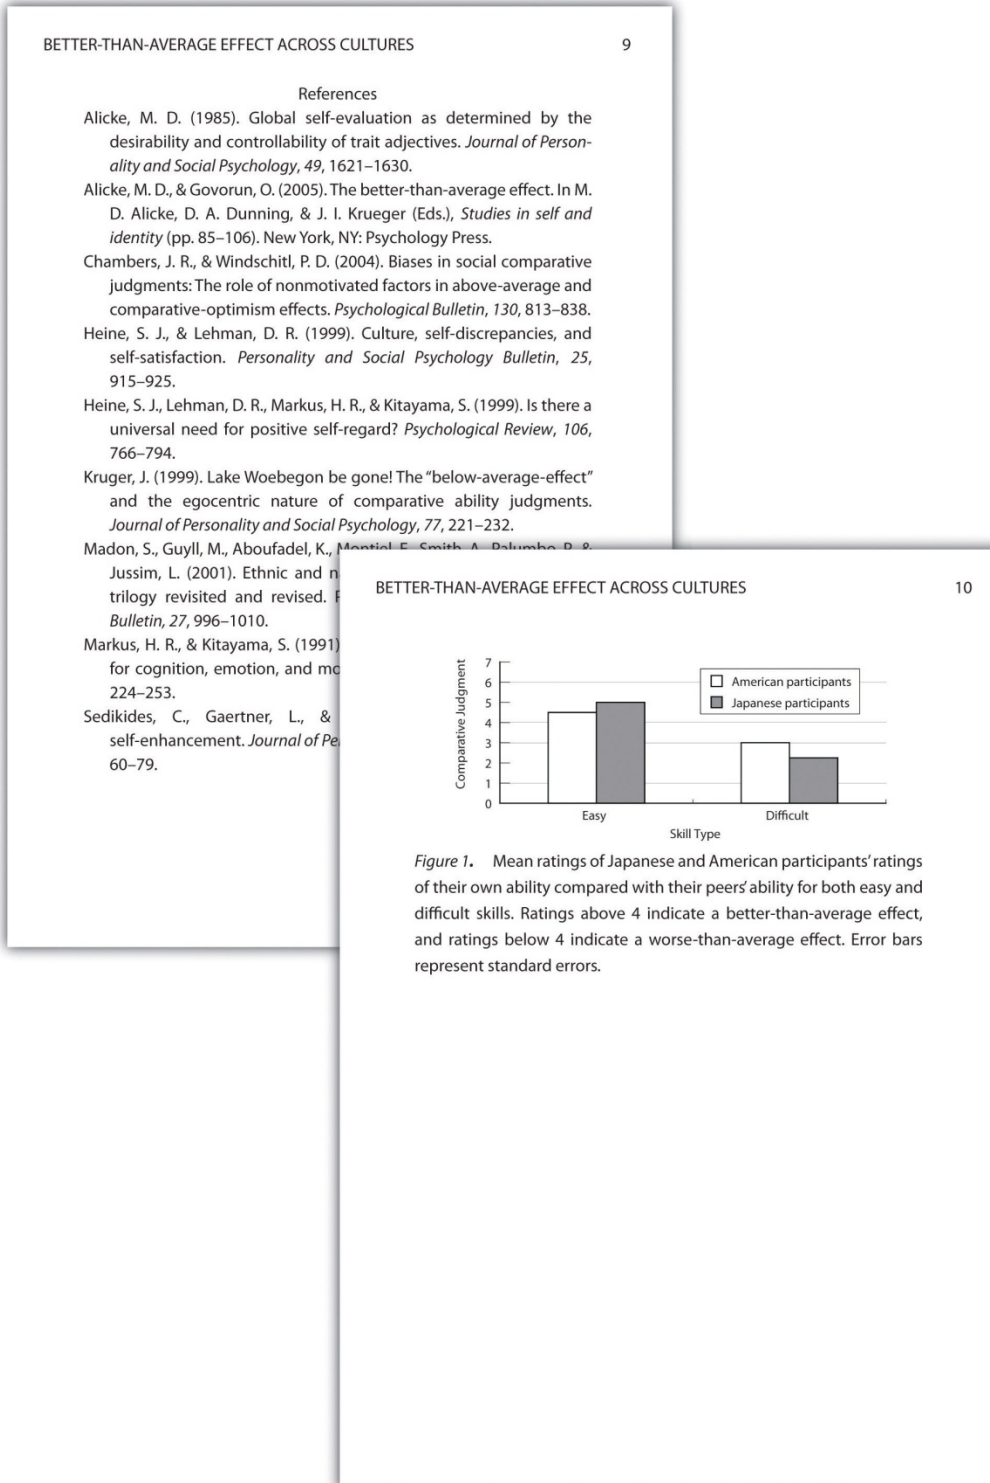 BETTER-THAN-AVERAGE EFFECT ACROSS CULTURES 9
References
Alicke, M. D. (1985). Global self-evaluation as determined by the
desirability and controllability of trait adjectives. Journal of Person-
ality and Social Psychology, 49, 1621–1630.
Alicke, M. D., & Govorun, O. (2005). The better-than-average effect. In M.
D. Alicke, D. A. Dunning, & J. I. Krueger (Eds.), Studies in self and
identity (pp. 85–106). New York, NY: Psychology Press.
Chambers, J. R., & Windschitl, P. D. (2004). Biases in social comparative
judgments: The role of nonmotivated factors in above-average and
comparative-optimism effects. Psychological Bulletin, 130, 813–838.
Heine, S. J., & Lehman, D. R. (1999). Culture, self-discrepancies, and
self-satisfaction. Personality and Social Psychology Bulletin, 25,
915–925.
Heine, S. J., Lehman, D. R., Markus, H. R., & Kitayama, S. (1999). Is there a
universal need for positive self-regard? Psychological Review, 106,
766–794.
Kruger, J. (1999). Lake Woebegon be gone! The “below-average-effect”
and the egocentric nature of comparative ability judgments.
Journal of Personality and Social Psychology, 77, 221–232.
Madon, S., Guyll, M., Aboufadel, K., Montiel, E., Smith, A., Palumbo, P., &
Jussim, L. (2001). Ethnic and n
trilogy revisited and revised.
Bulletin, 27, 996–1010.
Markus, H. R., & Kitayama, S. (1991)
for cognition, emotion, and mo
224–253.
Sedikides, C., Gaertner, L., &
self-enhancement. Journal of Pe
60–79.
BETTER-THAN-AVERAGE EFFECT ACROSS CULTURES 10
Comparative Judgment
7
6
5
4
3
2
1
0
American participants
Japanese participants
Easy Difficult
Skill Type
Figure 1. Mean ratings of Japanese and American participants’ ratings
of their own ability compared with their peers’ ability for both easy and
difficult skills. Ratings above 4 indicate a better-than-average effect,
and ratings below 4 indicate a worse-than-average effect. Error bars
represent standard errors.